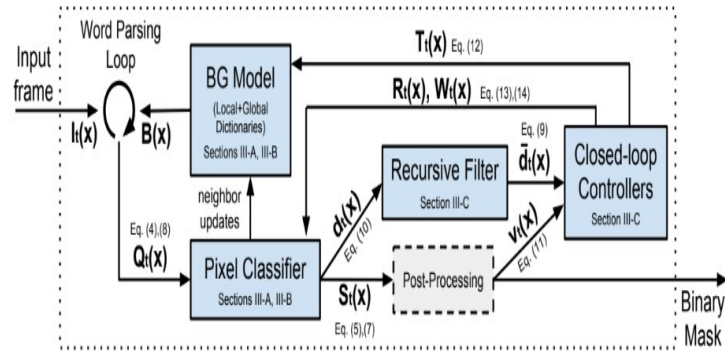 Word Parsing
Loop
Input
frame
It(x)
B(x)
BG Model
(Local+Global
Dictionaries)
Sections III-A, III-B
Tt(x) Eq. (12)
Rt(x), Wt(x) Eq. (13),(14)
neighbor
updates
Recursive Filter
Section III-C
Eq. (9)
d̄t(x)
Closed-loop
Controllers
Section III-C
dt(x)
Eq. (10)
vt(x)
Eq. (11)
Eq. (4),(8)
Qt(x)
Pixel Classifier
Sections III-A, III-B
St(x)
Eq. (5),(7)
Post-Processing
Binary
Mask